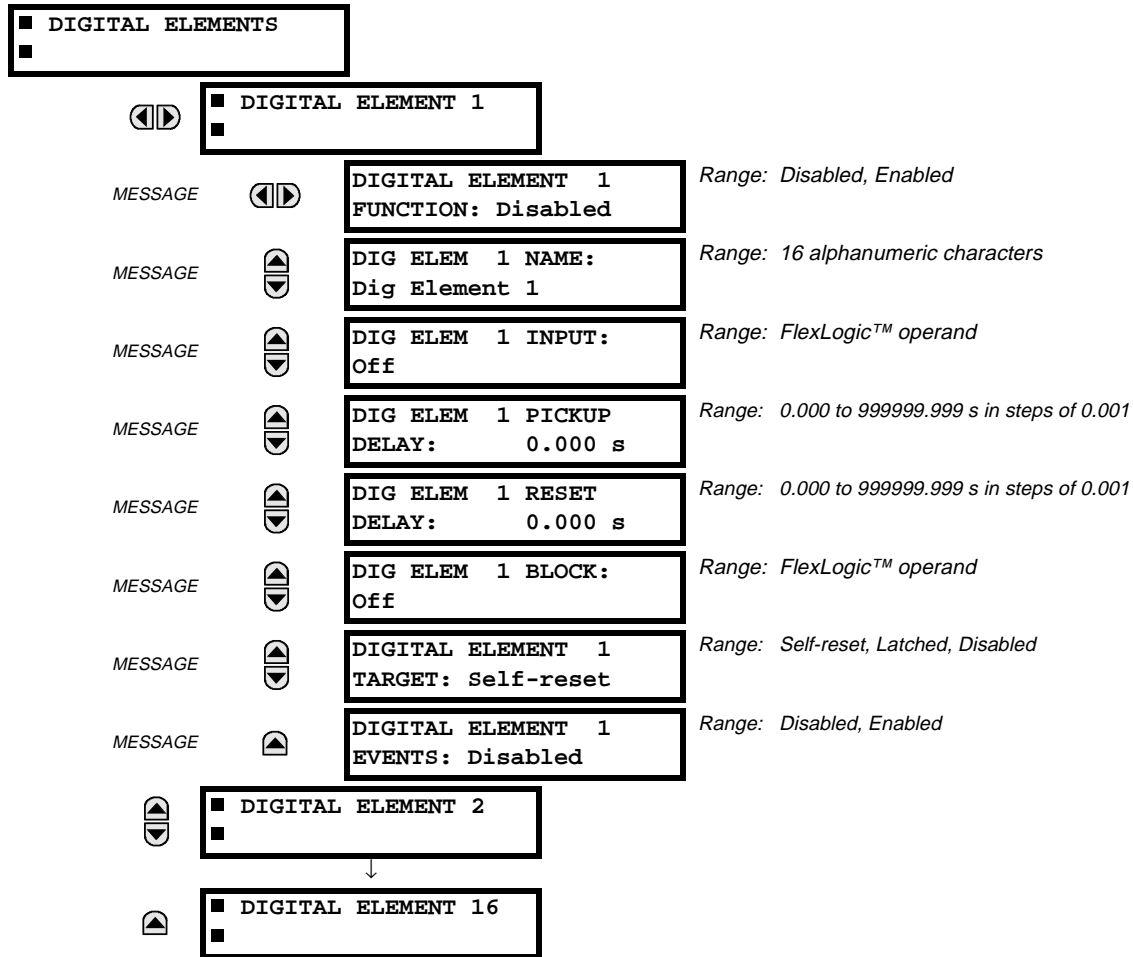 ■ DIGITAL ELEMENTS
■
■ DIGITAL ELEMENT 1
■
MESSAGE DIGITAL ELEMENT 1 Range: Disabled, Enabled
FUNCTION: Disabled
MESSAGE DIG ELEM 1 NAME: Range: 16 alphanumeric characters
Dig Element 1
MESSAGE DIG ELEM 1 INPUT: Range: FlexLogic™ operand
Off
MESSAGE DIG ELEM 1 PICKUP Range: 0.000 to 999999.999 s in steps of 0.001
DELAY: 0.000 s
MESSAGE DIG ELEM 1 RESET Range: 0.000 to 999999.999 s in steps of 0.001
DELAY: 0.000 s
MESSAGE DIG ELEM 1 BLOCK: Range: FlexLogic™ operand
Off
MESSAGE DIGITAL ELEMENT 1 Range: Self-reset, Latched, Disabled
TARGET: Self-reset
MESSAGE DIGITAL ELEMENT 1 Range: Disabled, Enabled
EVENTS: Disabled
■ DIGITAL ELEMENT 2
■
↓
■ DIGITAL ELEMENT 16
■